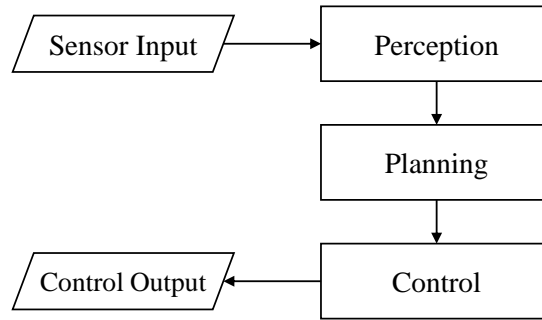 Sensor Input
Perception
Planning
Control Output
Control